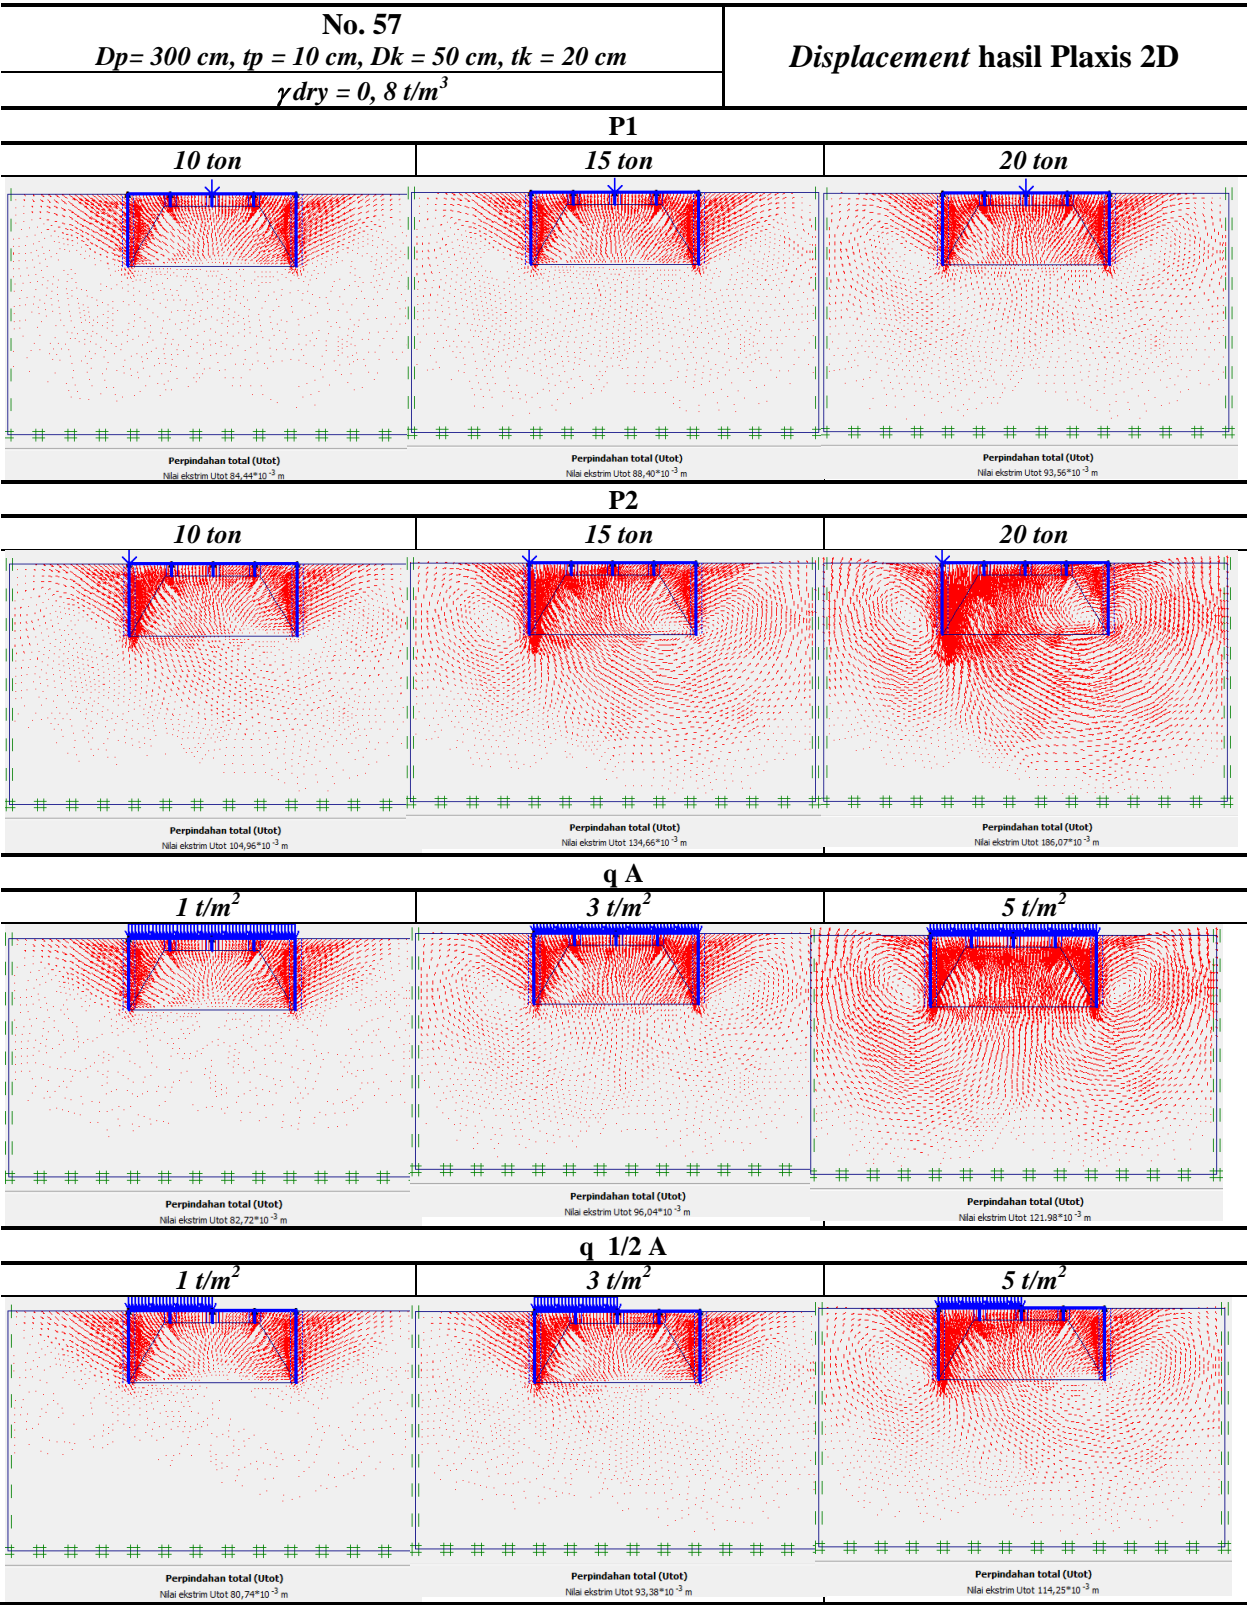 No. 57
Dp= 300 cm, tp = 10 cm, Dk = 50 cm, tk = 20 cm
γ dry = 0, 8 t/m³
Displacement hasil Plaxis 2D
P1
10 ton 15 ton 20 ton
Perpindahan total (Utot) Perpindahan total (Utot) Perpindahan total (Utot)
Nilai ekstrim Utot 84,44*10⁻³ m Nilai ekstrim Utot 88,40*10⁻³ m Nilai ekstrim Utot 93,56*10⁻³ m
P2
10 ton 15 ton 20 ton
Perpindahan total (Utot) Perpindahan total (Utot) Perpindahan total (Utot)
Nilai ekstrim Utot 104,96*10⁻³ m Nilai ekstrim Utot 134,66*10⁻³ m Nilai ekstrim Utot 186,07*10⁻³ m
q A
1 t/m² 3 t/m² 5 t/m²
Perpindahan total (Utot) Perpindahan total (Utot) Perpindahan total (Utot)
Nilai ekstrim Utot 82,72*10⁻³ m Nilai ekstrim Utot 96,04*10⁻³ m Nilai ekstrim Utot 121.98*10⁻³ m
q 1/2 A
1 t/m² 3 t/m² 5 t/m²
Perpindahan total (Utot) Perpindahan total (Utot) Perpindahan total (Utot)
Nilai ekstrim Utot 80,74*10⁻³ m Nilai ekstrim Utot 93,38*10⁻³ m Nilai ekstrim Utot 114,25*10⁻³ m